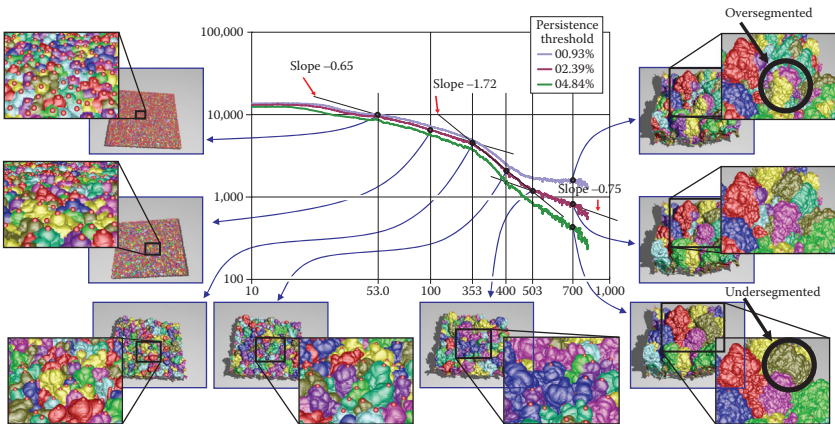 Oversegmented
100,000
Persistence
threshold
00.93%
02.39%
04.84%
Slope –0.65
Slope –1.72
10,000
1,000
Slope –0.75
100
10
53.0
100
353
400
503
700
1,000
Undersegmented